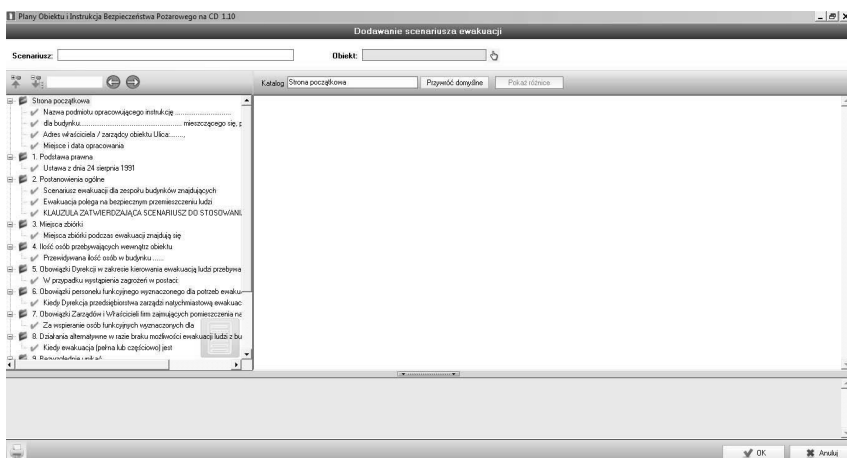 Plany Obiektu i Instrukcja Bezpieczeństwa Pożarowego na CD 1.10
Dodawanie scenariusza ewakuacji
Scenariusz:
Obiekt:
Katalog Strona początkowa Przywróć domyślne Pokaż różnice
Strona początkowa
Nazwa podmiotu opracowującego instrukcję ............................
dla budynku.................................................... mieszczącego się, p
Adres właściciela / zarządcy obiektu Ulica:.......,
Miejsce i data opracowania
1. Podstawa prawna
Ustawa z dnia 24 sierpnia 1991
2. Postanowienia ogólne
Scenariusz ewakuacji dla zespołu budynków znajdujących
Ewakuacja polega na bezpiecznym przemieszczeniu ludzi
KLAUZULA ZATWIERDZAJĄCA SCENARIUSZ DO STOSOWANI
3. Miejsca zbiórki
Miejsca zbiórki podczas ewakuacji znajdują się
4. Ilość osób przebywających wewnątrz obiektu
Przewidywana ilość osób w budynku ......
5. Obowiązki Dyrekcji w zakresie kierowania ewakuacją ludzi przebywa
W przypadku wystąpienia zagrożeń w postaci:
6. Obowiązki personelu funkcyjnego wyznaczonego dla potrzeb ewaku
Kiedy Dyrekcja przedsiębiorstwa zarządzi natychmiastową ewakuac
7. Obowiązki Zarządów i Właścicieli firm zajmujących pomieszczenia na
Za wspieranie osób funkcyjnych wyznaczonych dla
8. Działania alternatywne w razie braku możliwości ewakuacji ludzi z bu
Kiedy ewakuacja (pełna lub częściowo) jest
9. Bezwzględnie unikać
OK Anuluj